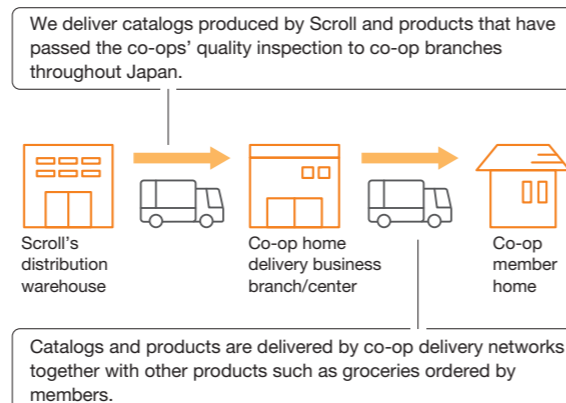 We deliver catalogs produced by Scroll and products that have
passed the co-ops’ quality inspection to co-op branches
throughout Japan.
Scroll’s
distribution
warehouse
Co-op home
delivery business
branch/center
Co-op
member
home
Catalogs and products are delivered by co-op delivery networks
together with other products such as groceries ordered by
members.